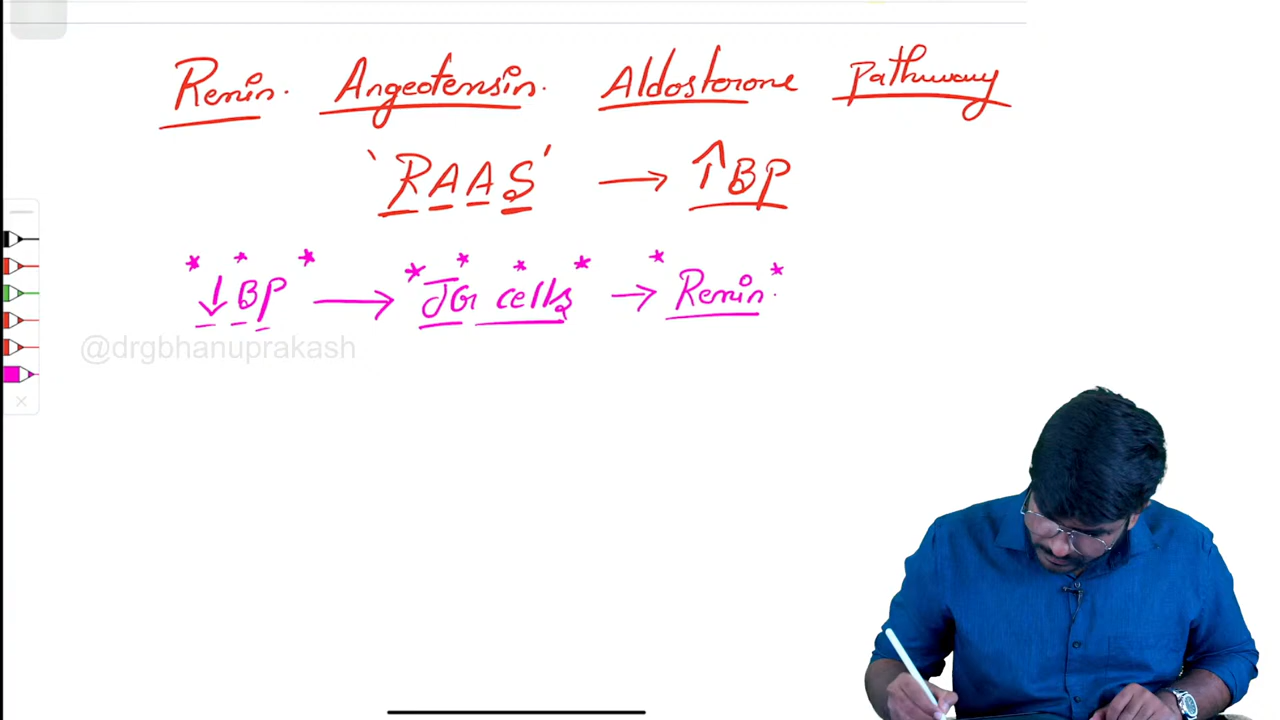 Renin. Angeotensin. Aldosterone Pathway
'RAAS' → ↑BP
* * * * * * * * *
↓BP → JG cells → Renin.
@drgbhanuprakash